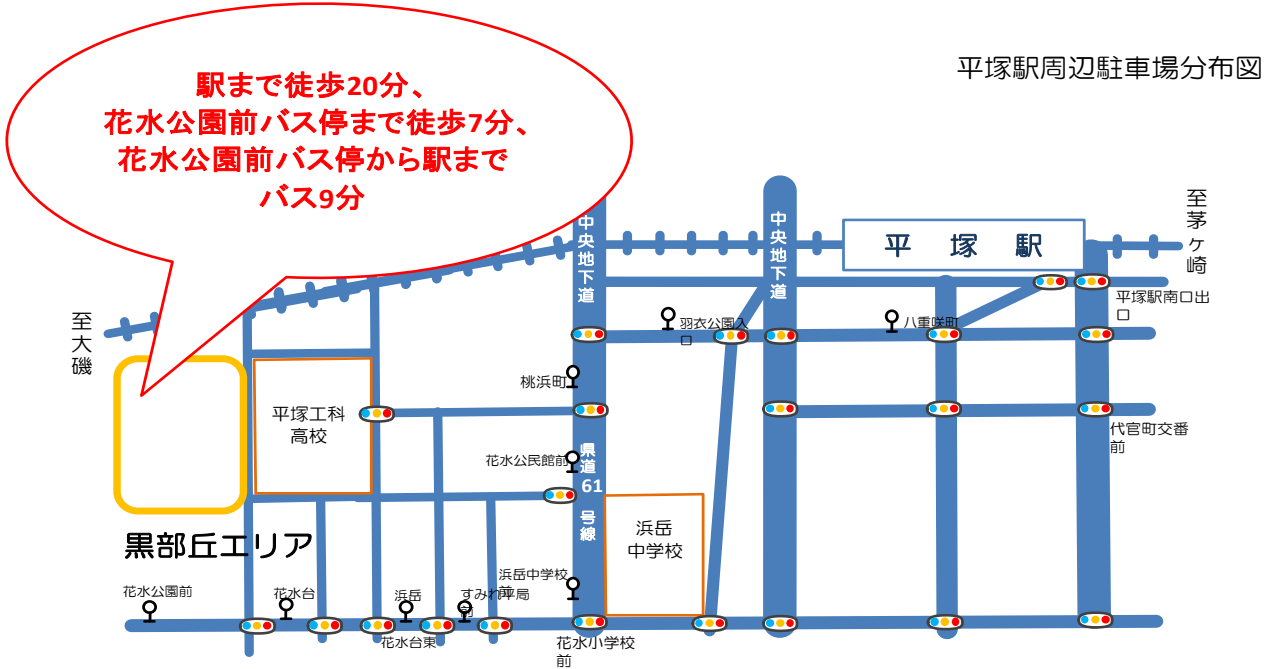 平塚駅周辺駐車場分布図
駅まで徒歩20分、
花水公園前バス停まで徒歩7分、
花水公園前バス停から駅まで
バス9分
至茅ヶ崎
中央地下道
中央地下道
平塚駅
平塚駅南口出
口
至大磯
羽衣公園入
口
八重咲町
桃浜町
平塚工科
高校
代官町交番
前
花水公民館前
県道61号線
浜岳
中学校
黒部丘エリア
花水公園前
花水台
浜岳
すみれ平局
前
浜岳中学校
前
花水台東
花水小学校
前